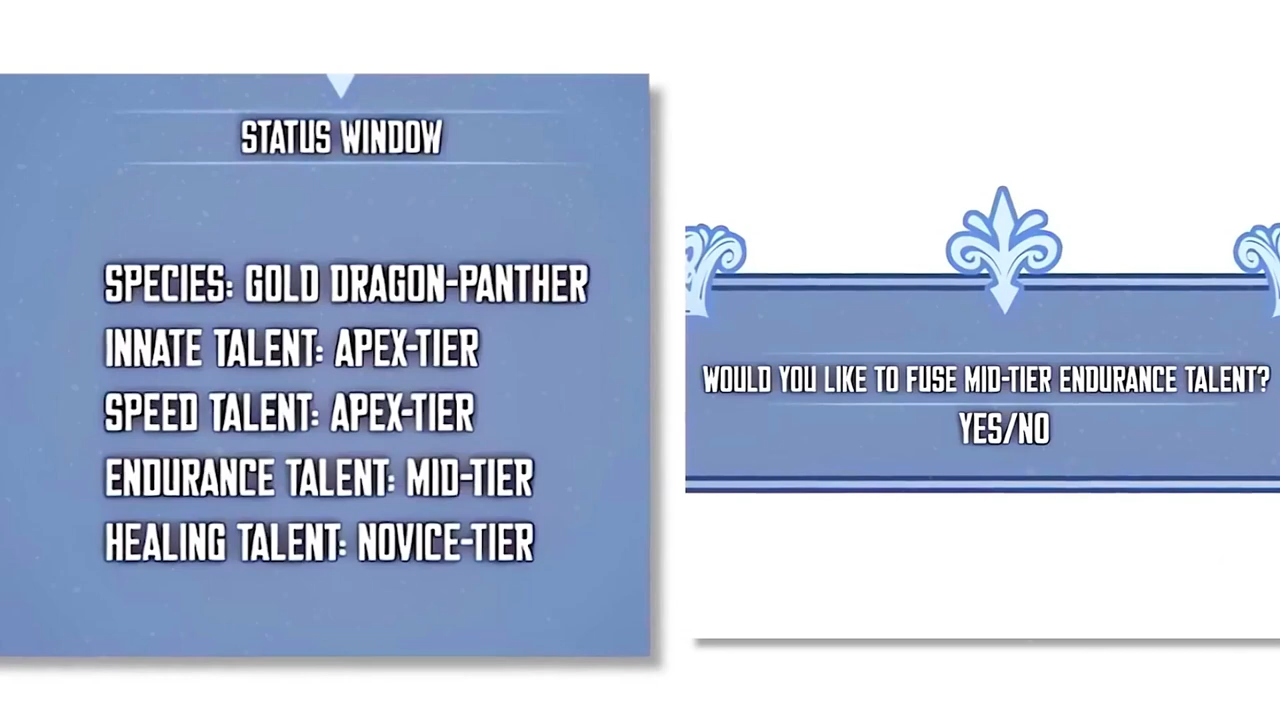 STATUS WINDOW
SPECIES: GOLD DRAGON-PANTHER
INNATE TALENT: APEX-TIER
SPEED TALENT: APEX-TIER
ENDURANCE TALENT: MID-TIER
HEALING TALENT: NOVICE-TIER
WOULD YOU LIKE TO FUSE MID-TIER ENDURANCE TALENT?
YES/NO